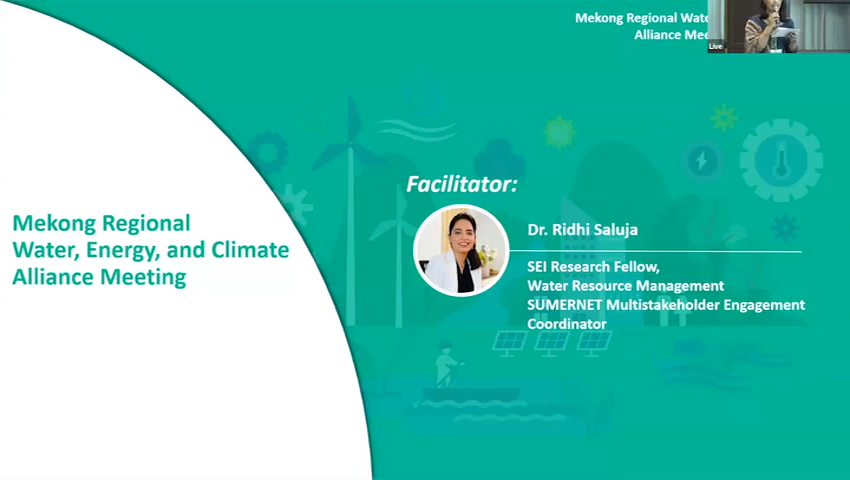 Mekong Regional Wate
Alliance Mee
Live
Facilitator:
Mekong Regional
Water, Energy, and Climate
Alliance Meeting
Dr. Ridhi Saluja
SEI Research Fellow,
Water Resource Management
SUMERNET Multistakeholder Engagement
Coordinator